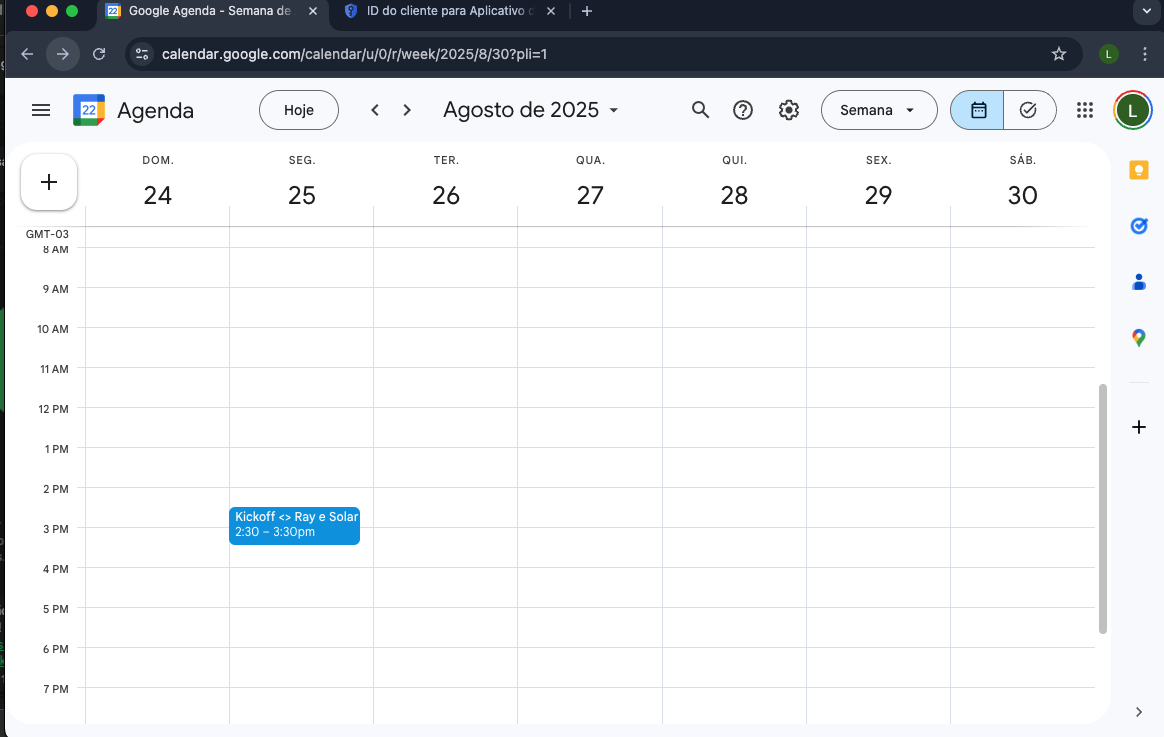 Google Agenda - Semana de
ID do cliente para Aplicativo
calendar.google.com/calendar/u/0/r/week/2025/8/30?pli=1
L
22
Agenda
Hoje
Agosto de 2025
Semana
L
DOM.
SEG.
TER.
QUA.
QUI.
SEX.
SÁB.
24
25
26
27
28
29
30
GMT-03
8 AM
9 AM
10 AM
11 AM
12 PM
1 PM
2 PM
Kickoff <> Ray e Solar
2:30 – 3:30pm
3 PM
4 PM
5 PM
6 PM
7 PM